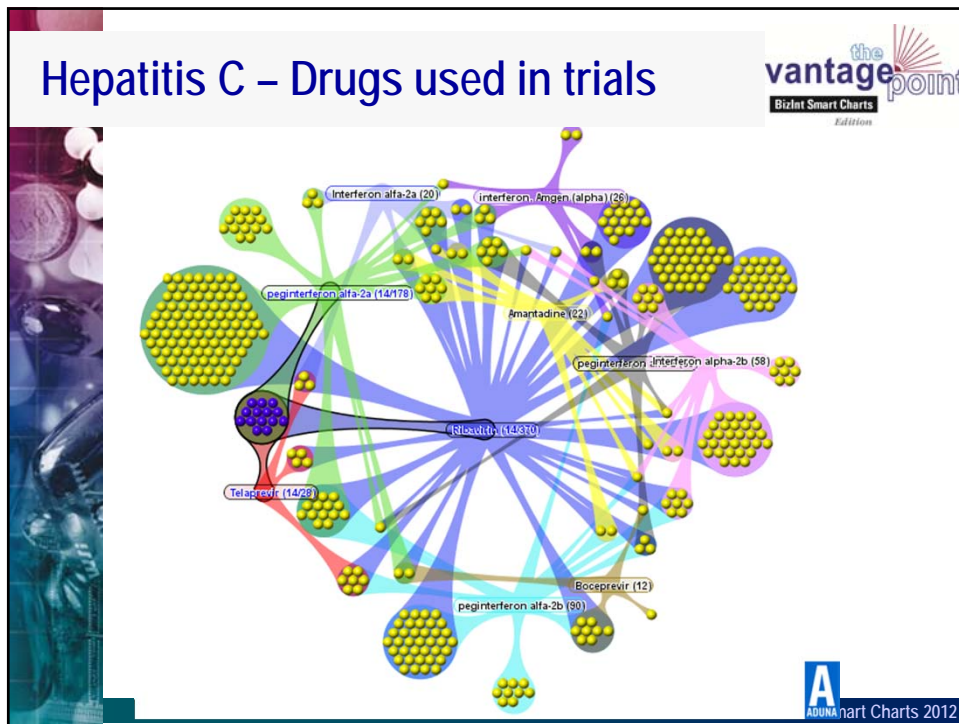 Hepatitis C – Drugs used in trials
the
vantage point
BizInt Smart Charts
Edition
Interferon alfa-2a (20)
interferon, Amgen (alpha) (26)
peginterferon alfa-2a (14/178)
Amantadine (22)
peginterferon
Interferon alpha-2b (58)
Ribavirin (14/370)
Telaprevir (14/28)
Boceprevir (12)
peginterferon alfa-2b (90)
A
ADUNA
mart Charts 2012